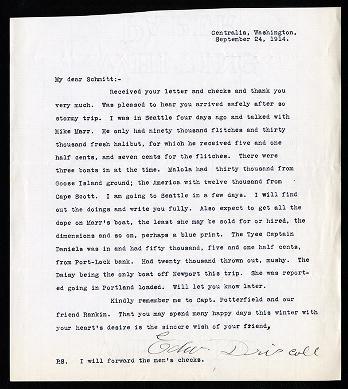 Centralia, Washington,
September 24, 1914.
My dear Schmitt:-
Received your letter and checks and thank you
very much. Was pleased to hear you arrived safely after so
stormy trip. I was in Seattle four days ago and talked with
Mike Marr. He only had ninety thousand flitches and thirty
thousand fresh halibut, for which he received five and one
half cents, and seven cents for the flitches. There were
three boats in at the time. Malola had thirty thousand from
Goose Island ground; the America with twelve thousand from
Cape Scott. I am going to Seattle in a few days. I will find
out the doings and write you fully. Also expect to get all the
dope on Marr's boat, the least she may be sold for or hired, the
dimensions and so on, perhaps a blue print. The Tyee Captain
Daniels was in and had fifty thousand, five and one half cents,
from Port-Lock bank. Had twenty thousand thrown out, mushy. The
Daisy being the only boat off Newport this trip. She was report-
ed going in Portland loaded. Will let you know later.
Kindly remember me to Capt. Potterfield and our
friend Rankin. That you may spend many happy days this winter with
your heart's desire is the sincere wish of your friend,
Edw Driscoll
PS. I will forward the men's checks.